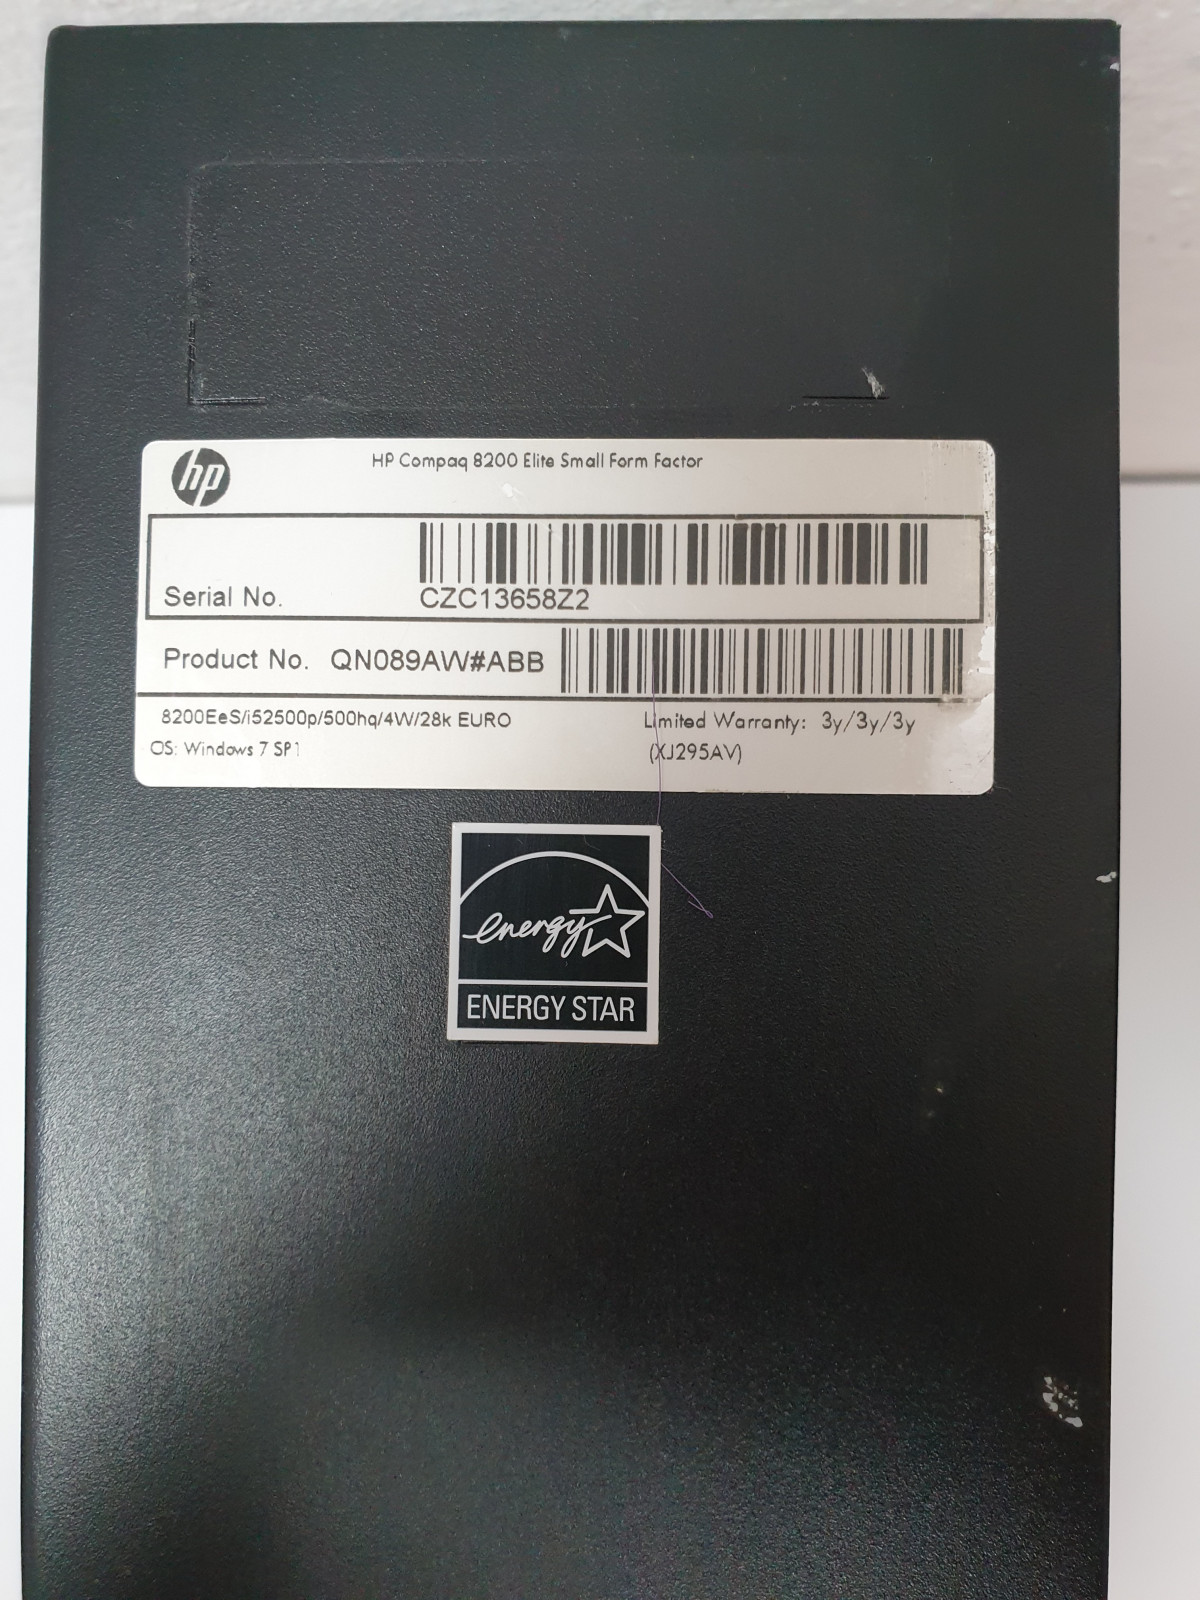 hp
HP Compaq 8200 Elite Small Form Factor
Serial No. CZC13658Z2
Product No. QN089AW#ABB
8200EeS/i52500p/500hq/4W/28k EURO
Limited Warranty: 3y/3y/3y
OS: Windows 7 SP1
(XJ295AV)
energy
ENERGY STAR